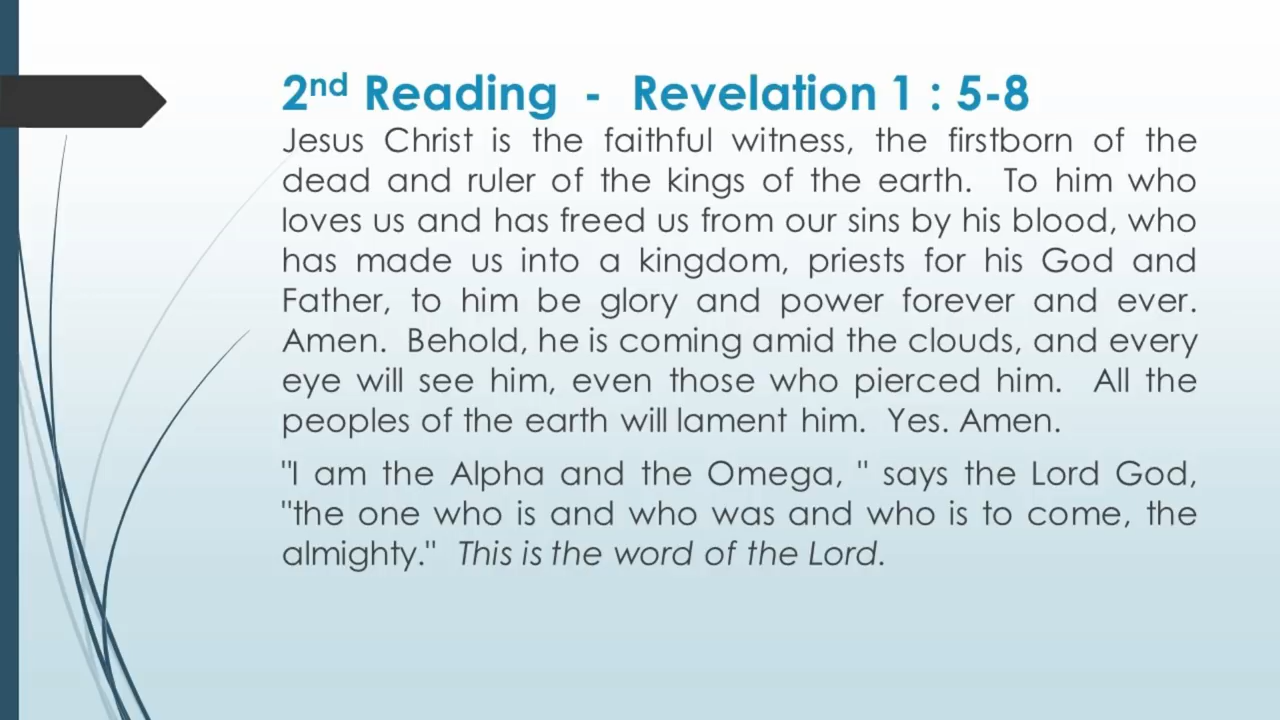 2nd Reading - Revelation 1 : 5-8
Jesus Christ is the faithful witness, the firstborn of the
dead and ruler of the kings of the earth. To him who
loves us and has freed us from our sins by his blood, who
has made us into a kingdom, priests for his God and
Father, to him be glory and power forever and ever.
Amen. Behold, he is coming amid the clouds, and every
eye will see him, even those who pierced him. All the
peoples of the earth will lament him. Yes. Amen.
"I am the Alpha and the Omega, " says the Lord God,
"the one who is and who was and who is to come, the
almighty." This is the word of the Lord.